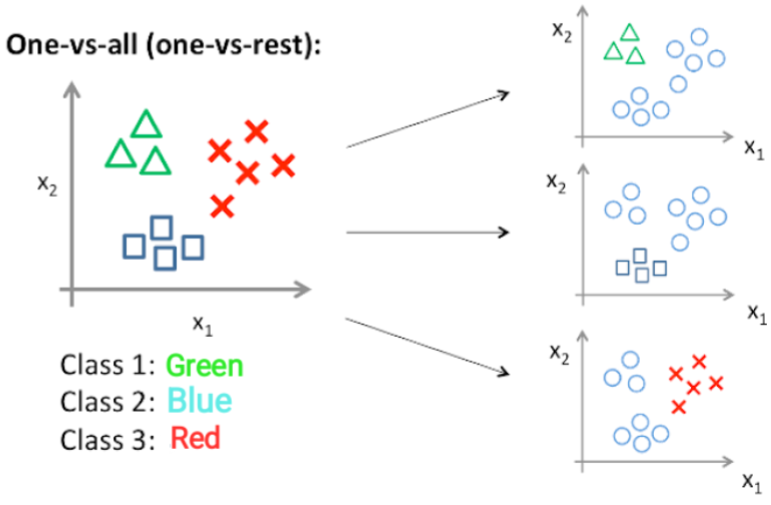 One-vs-all (one-vs-rest):
x2
x1
Class 1: Green
Class 2: Blue
Class 3: Red
x2
x1
x2
x1
x2
x1